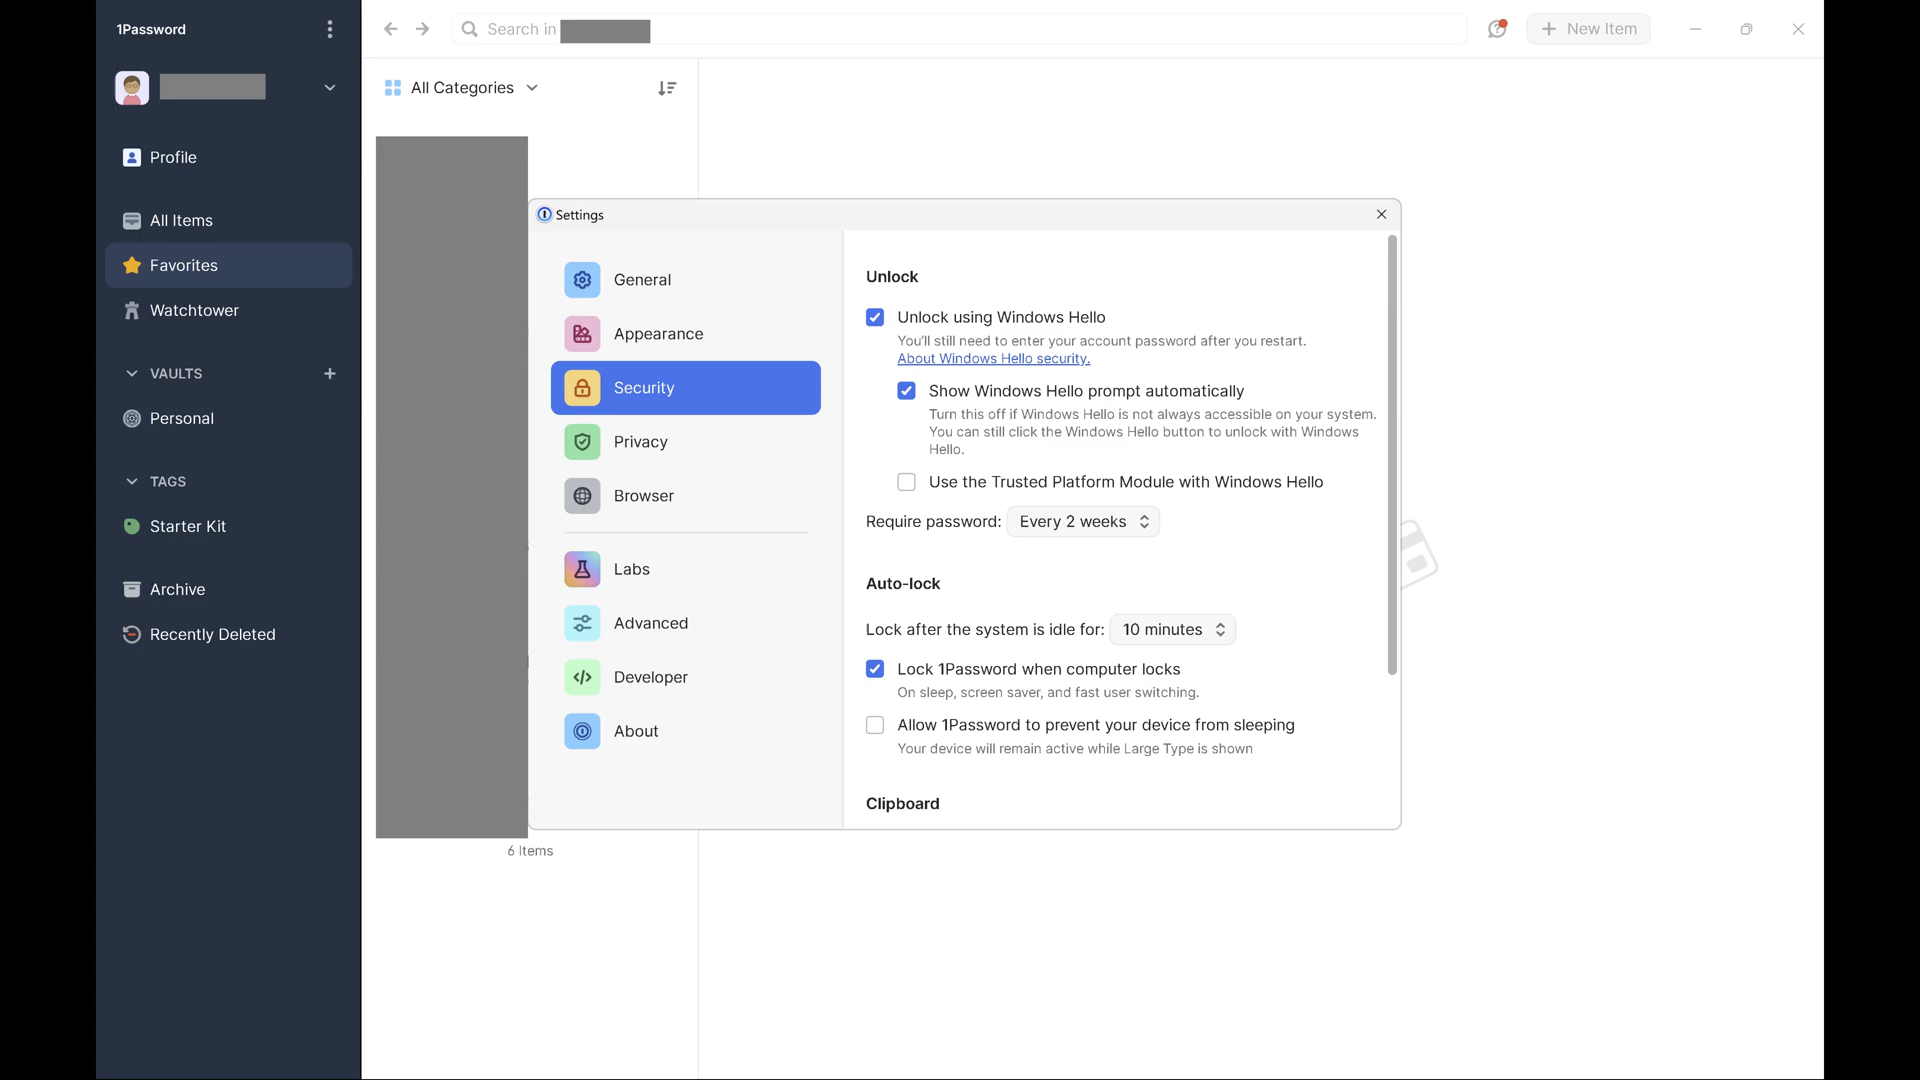 1Password
Search in
New Item
All Categories
Profile
All Items
Favorites
Watchtower
VAULTS
Personal
TAGS
Starter Kit
Archive
Recently Deleted
Settings
General
Appearance
Security
Privacy
Browser
Labs
Advanced
Developer
About
Unlock
Unlock using Windows Hello
You'll still need to enter your account password after you restart.
About Windows Hello security.
Show Windows Hello prompt automatically
Turn this off if Windows Hello is not always accessible on your system.
You can still click the Windows Hello button to unlock with Windows
Hello.
Use the Trusted Platform Module with Windows Hello
Require password: Every 2 weeks
Auto-lock
Lock after the system is idle for: 10 minutes
Lock 1Password when computer locks
On sleep, screen saver, and fast user switching.
Allow 1Password to prevent your device from sleeping
Your device will remain active while Large Type is shown
Clipboard
6 Items